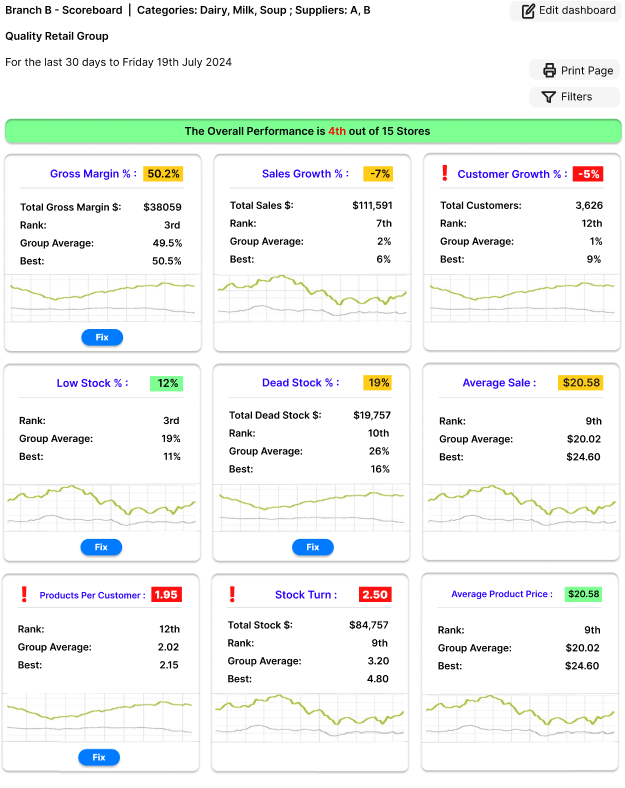 Branch B - Scoreboard | Categories: Dairy, Milk, Soup ; Suppliers: A, B
Edit dashboard
Quality Retail Group
For the last 30 days to Friday 19th July 2024
Print Page
Filters
The Overall Performance is 4th out of 15 Stores
Gross Margin % : 50.2%
Total Gross Margin $: $38059
Rank: 3rd
Group Average: 49.5%
Best: 50.5%
Fix
Sales Growth % : -7%
Total Sales $: $111,591
Rank: 7th
Group Average: 2%
Best: 6%
! Customer Growth % : -5%
Total Customers: 3,626
Rank: 12th
Group Average: 1%
Best: 9%
Low Stock % : 12%
Rank: 3rd
Group Average: 19%
Best: 11%
Fix
Dead Stock % : 19%
Total Dead Stock $: $19,757
Rank: 10th
Group Average: 26%
Best: 16%
Fix
Average Sale : $20.58
Rank: 9th
Group Average: $20.02
Best: $24.60
! Products Per Customer : 1.95
Rank: 12th
Group Average: 2.02
Best: 2.15
Fix
! Stock Turn : 2.50
Total Stock $: $84,757
Rank: 9th
Group Average: 3.20
Best: 4.80
Average Product Price : $20.58
Rank: 9th
Group Average: $20.02
Best: $24.60